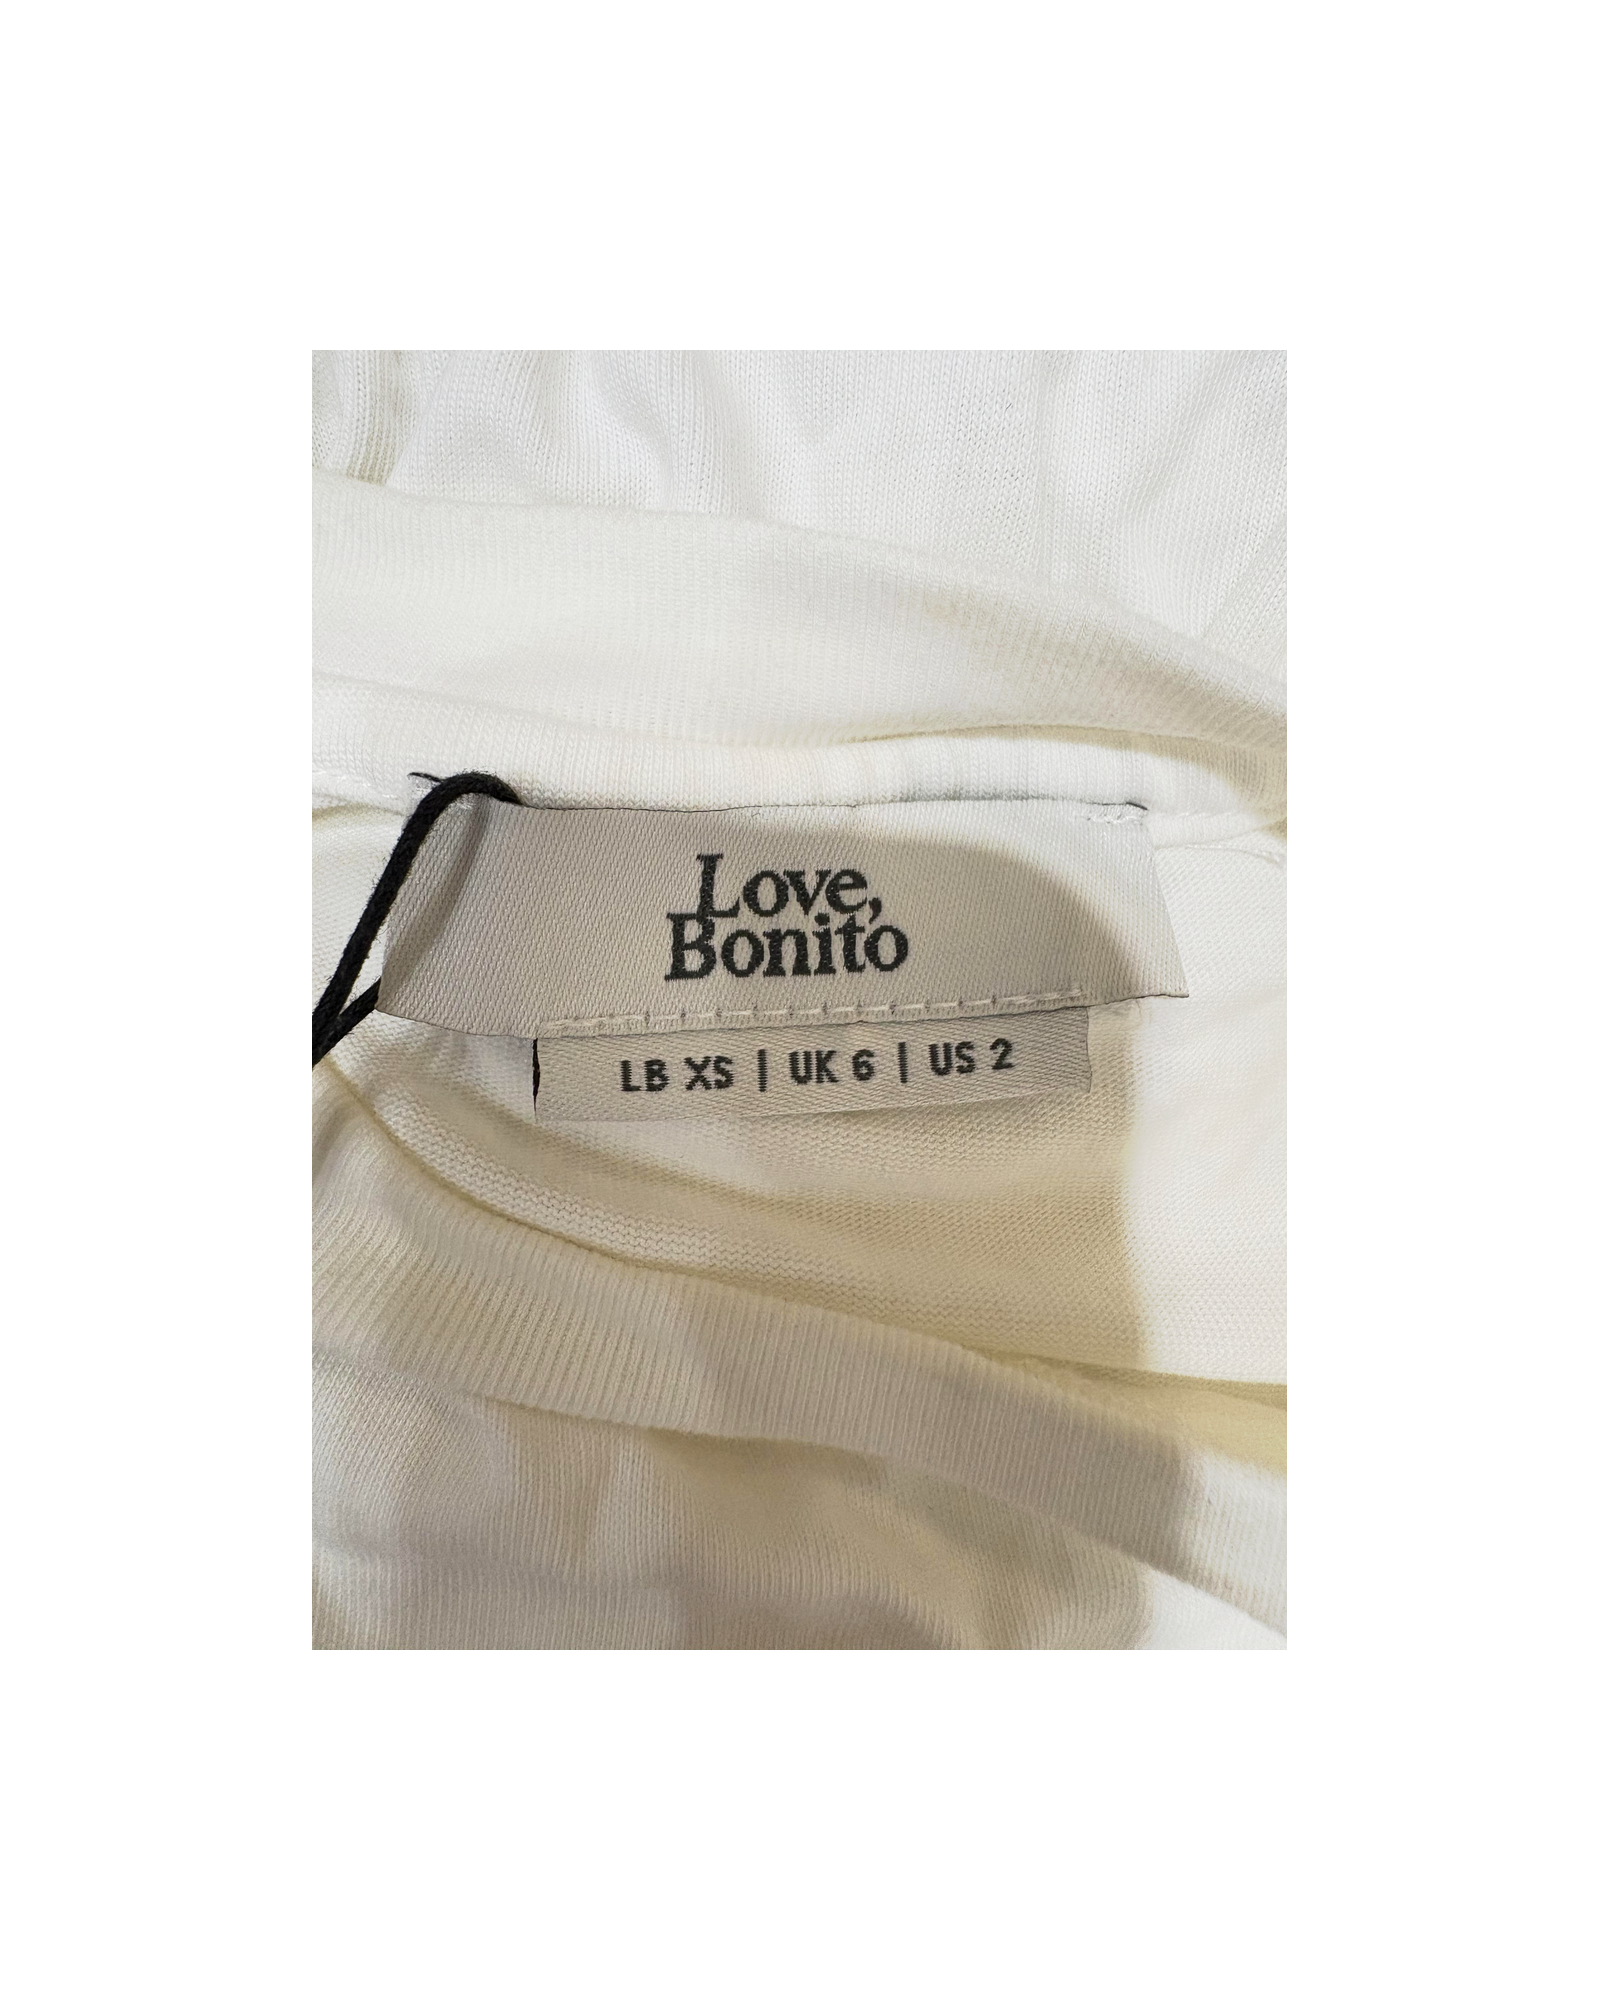 Love,
Bonito
LB XS | UK 6 | US 2